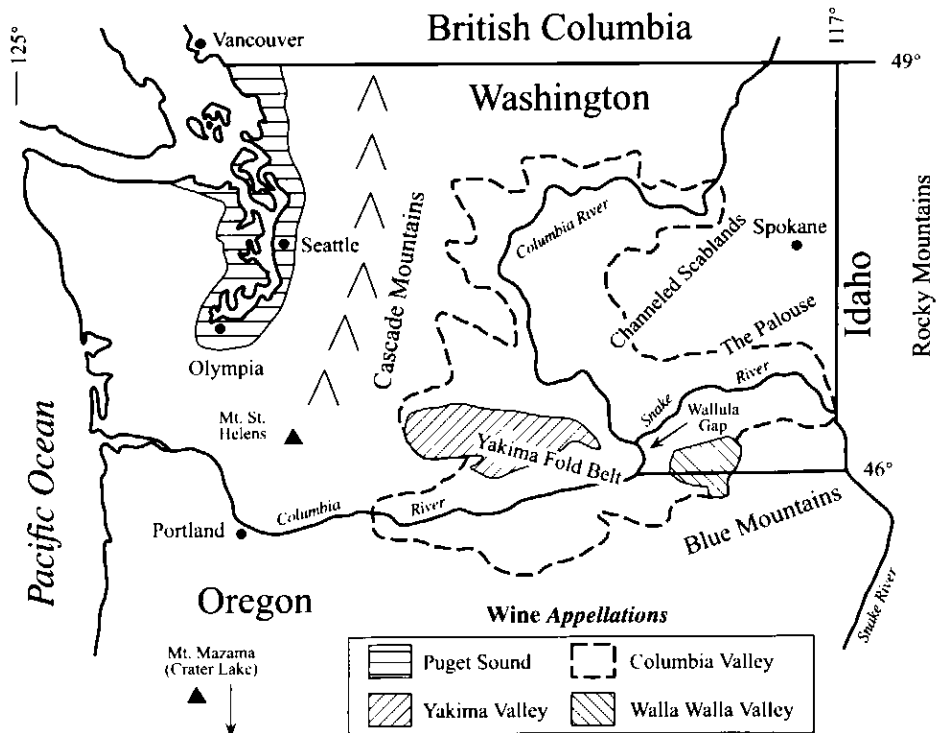 British Columbia
125°
117°
Vancouver
49°
Washington
Columbia River
Spokane
Seattle
Cascade Mountains
Channeled Scablands
Idaho
Rocky Mountains
The Palouse
Olympia
Snake River
Wallula
Gap
Mt. St.
Helens
Yakima Fold Belt
46°
Pacific Ocean
Columbia River
Portland
Blue Mountains
Oregon
Snake River
Wine Appellations
Mt. Mazama
(Crater Lake)
Puget Sound
Columbia Valley
Yakima Valley
Walla Walla Valley